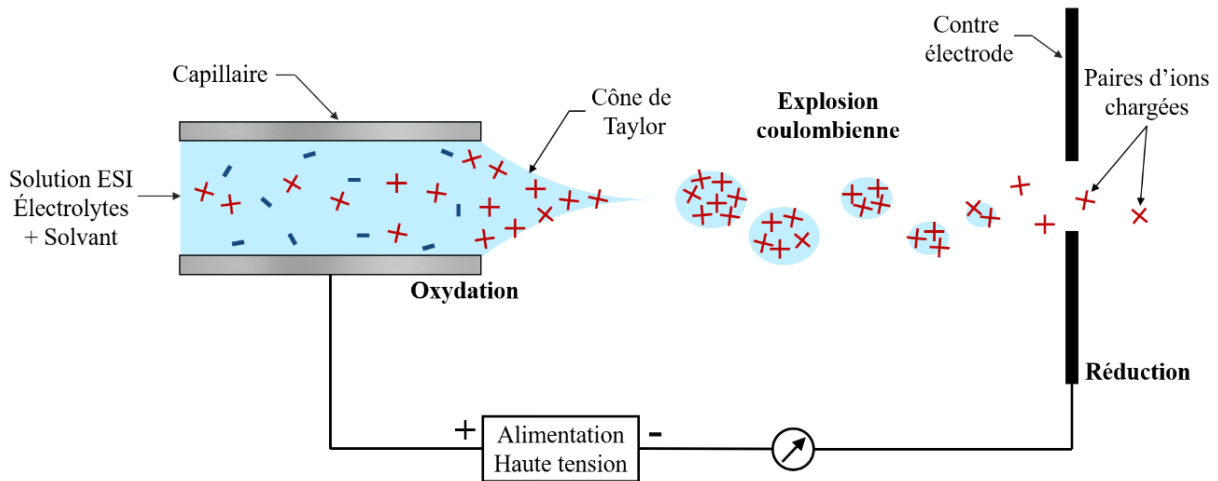 Capillaire
Cône de
Taylor
Explosion
coulombienne
Contre
électrode
Paires d’ions
chargées
Solution ESI
Électrolytes
+ Solvant
Oxydation
Réduction
+
Alimentation
Haute tension
-